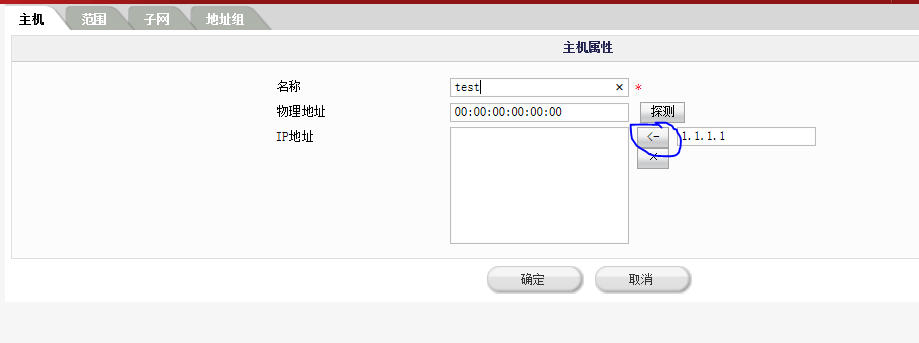 主机 范围 子网 地址组
主机属性
名称 test × *
物理地址 00:00:00:00:00:00 探测
IP地址 <- 1.1.1.1
×
确定 取消